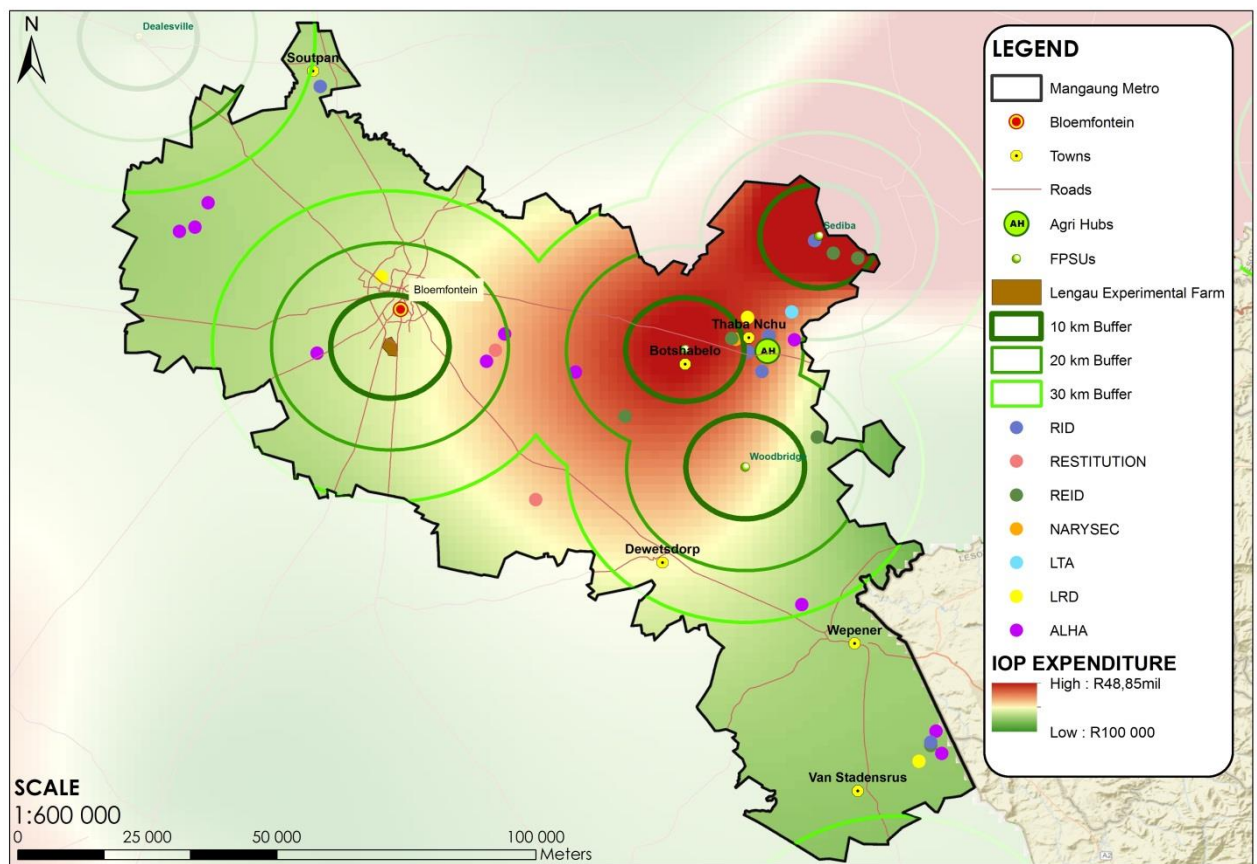 Dealesville
N
Soutpan
Sediba
Bloemfontein
Thaba Nchu
AH
Botshabelo
Woodbridge
Dewetsdorp
Wepener
Van Stadensrus
A2
SCALE
1:600 000
0 25 000 50 000 100 000
Meters
LEGEND
Mangaung Metro
Bloemfontein
Towns
Roads
AH Agri Hubs
FPSUs
Lengau Experimental Farm
10 km Buffer
20 km Buffer
30 km Buffer
RID
RESTITUTION
REID
NARYSEC
LTA
LRD
ALHA
IOP EXPENDITURE
High : R48,85mil
Low : R100 000